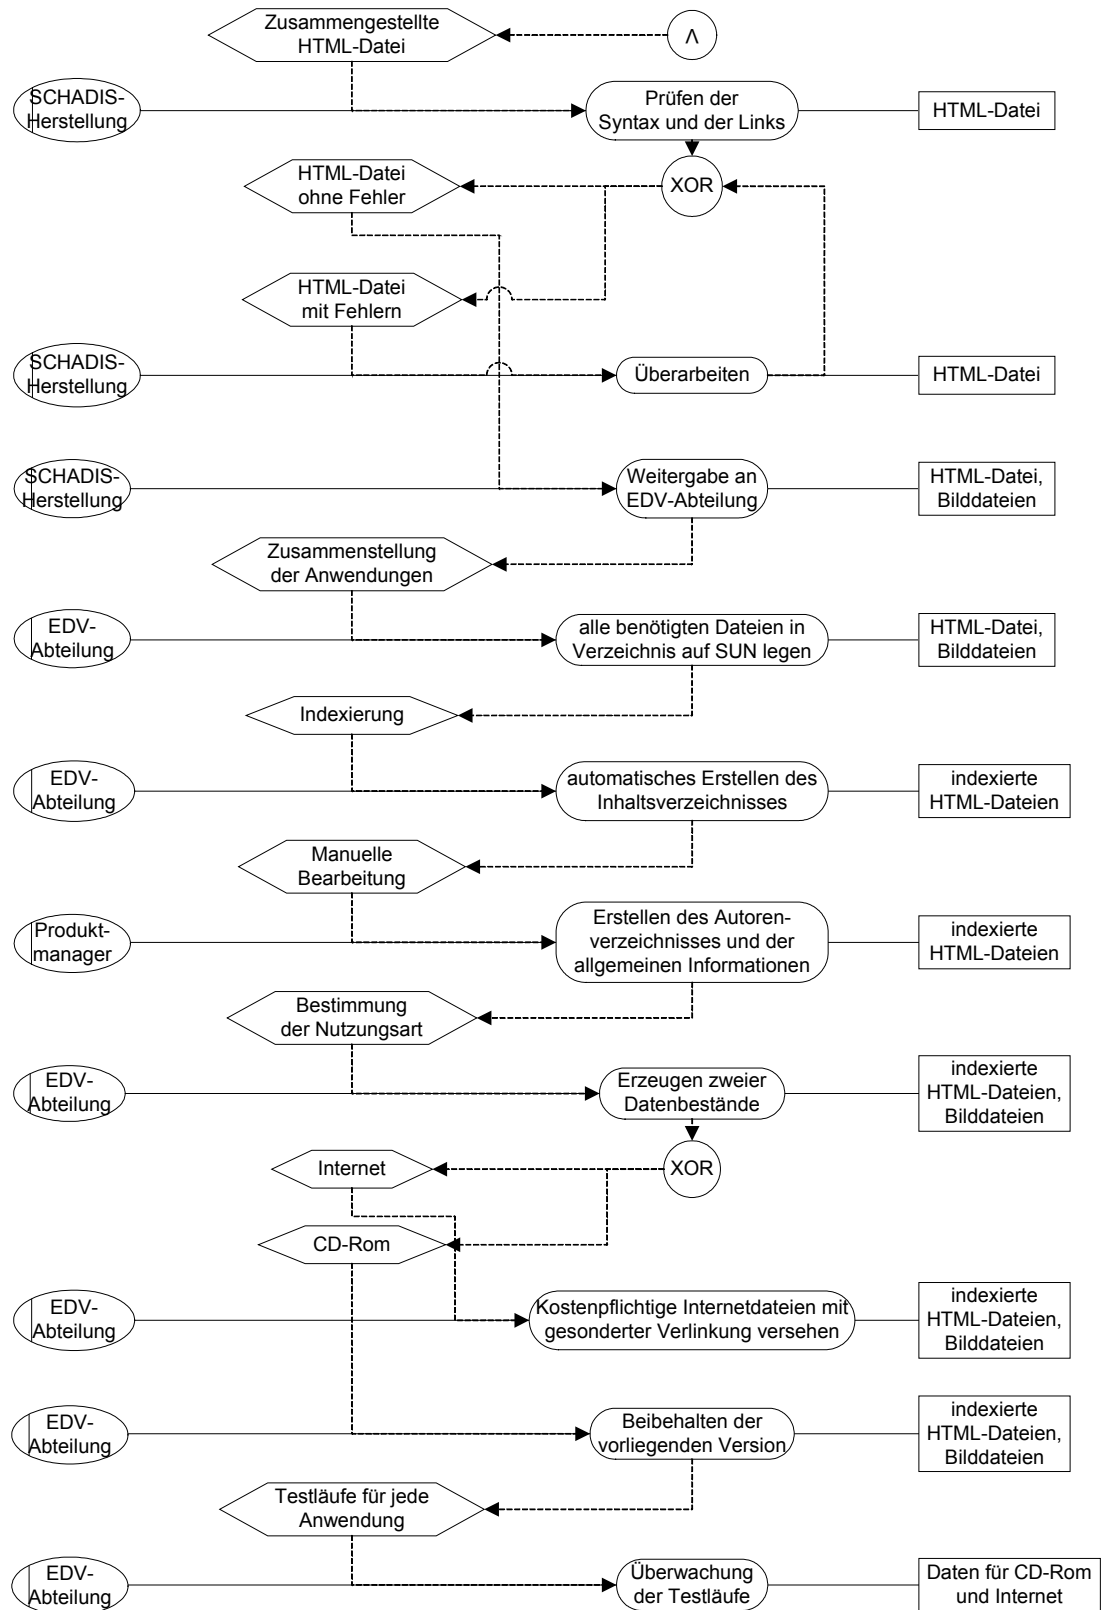 Zusammengestellte
HTML-Datei
Λ
SCHADIS-
Herstellung
Prüfen der
Syntax und der Links
HTML-Datei
HTML-Datei
ohne Fehler
XOR
HTML-Datei
mit Fehlern
SCHADIS-
Herstellung
Überarbeiten
HTML-Datei
SCHADIS-
Herstellung
Weitergabe an
EDV-Abteilung
HTML-Datei,
Bilddateien
Zusammenstellung
der Anwendungen
EDV-
Abteilung
alle benötigten Dateien in
Verzeichnis auf SUN legen
HTML-Datei,
Bilddateien
Indexierung
EDV-
Abteilung
automatisches Erstellen des
Inhaltsverzeichnisses
indexierte
HTML-Dateien
Manuelle
Bearbeitung
Produkt-
manager
Erstellen des Autoren-
verzeichnisses und der
allgemeinen Informationen
indexierte
HTML-Dateien
Bestimmung
der Nutzungsart
EDV-
Abteilung
Erzeugen zweier
Datenbestände
indexierte
HTML-Dateien,
Bilddateien
Internet
XOR
CD-Rom
EDV-
Abteilung
Kostenpflichtige Internetdateien mit
gesonderter Verlinkung versehen
indexierte
HTML-Dateien,
Bilddateien
EDV-
Abteilung
Beibehalten der
vorliegenden Version
indexierte
HTML-Dateien,
Bilddateien
Testläufe für jede
Anwendung
EDV-
Abteilung
Überwachung
der Testläufe
Daten für CD-Rom
und Internet